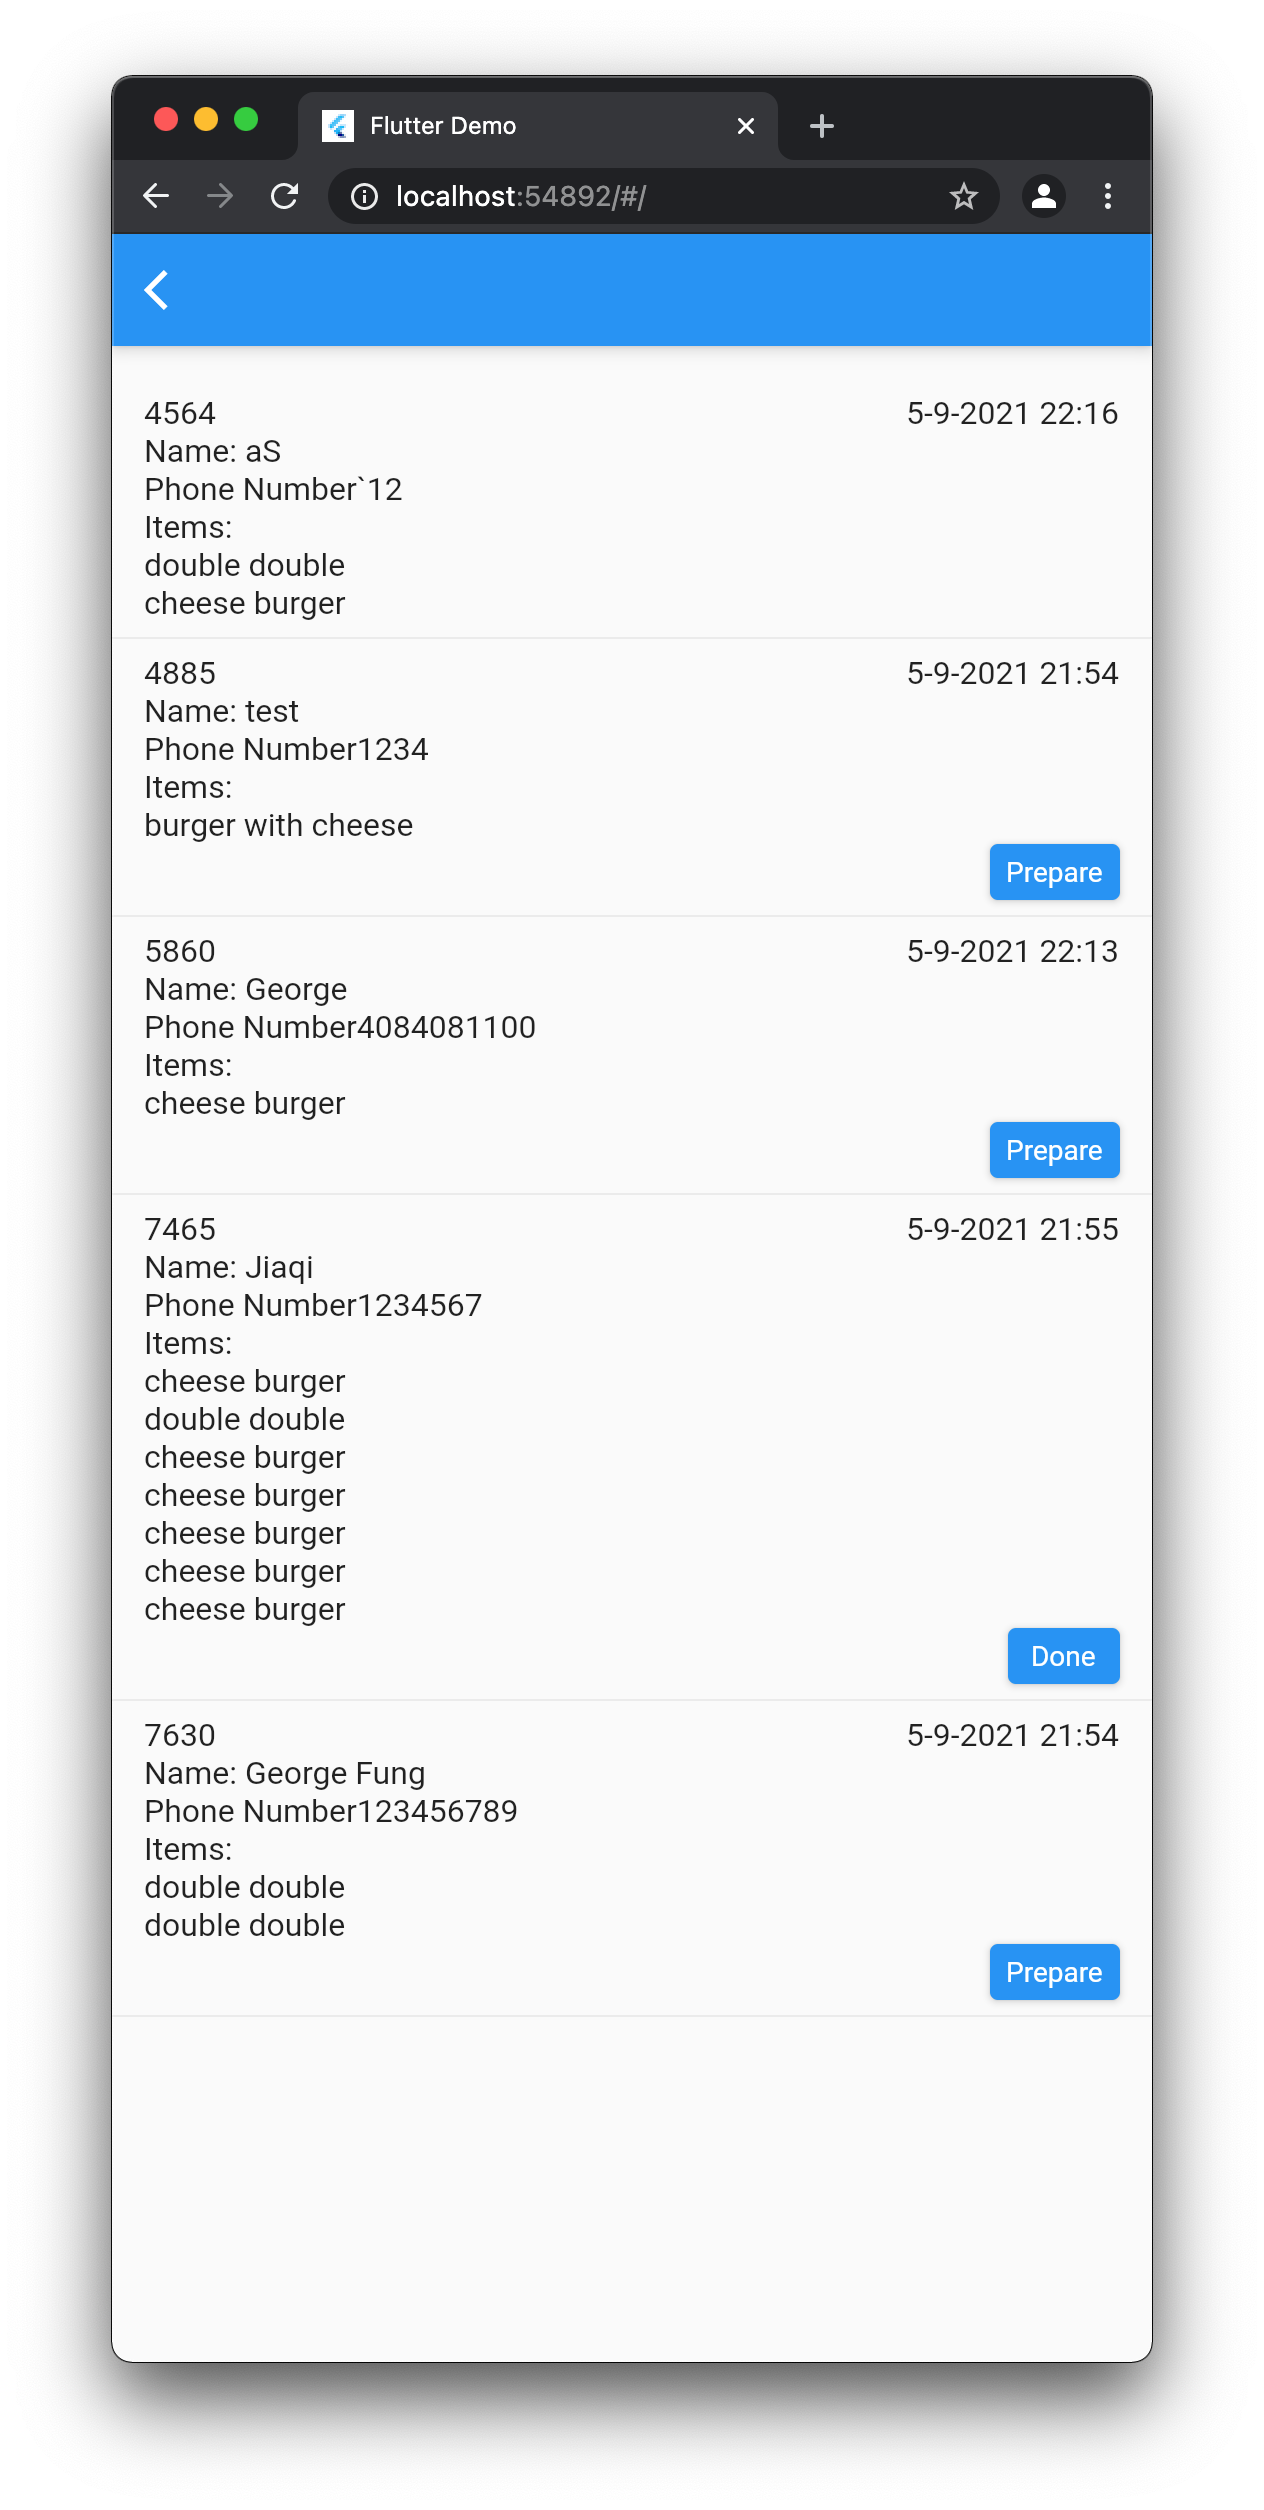 Flutter Demo
localhost:54892/#/
4564 5-9-2021 22:16
Name: aS
Phone Number`12
Items:
double double
cheese burger
4885 5-9-2021 21:54
Name: test
Phone Number1234
Items:
burger with cheese
Prepare
5860 5-9-2021 22:13
Name: George
Phone Number4084081100
Items:
cheese burger
Prepare
7465 5-9-2021 21:55
Name: Jiaqi
Phone Number1234567
Items:
cheese burger
double double
cheese burger
cheese burger
cheese burger
cheese burger
cheese burger
Done
7630 5-9-2021 21:54
Name: George Fung
Phone Number123456789
Items:
double double
double double
Prepare